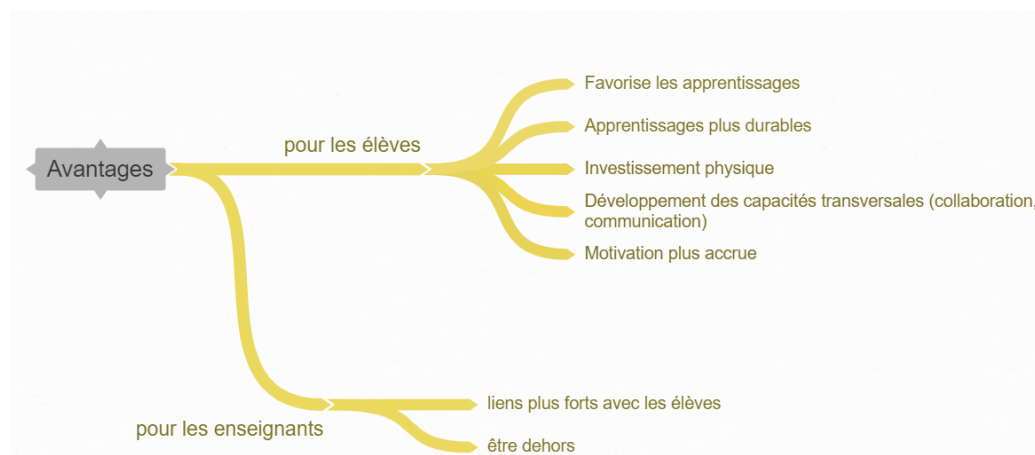 Avantages
pour les élèves
Favorise les apprentissages
Apprentissages plus durables
Investissement physique
Développement des capacités transversales (collaboration,
communication)
Motivation plus accrue
pour les enseignants
liens plus forts avec les élèves
être dehors